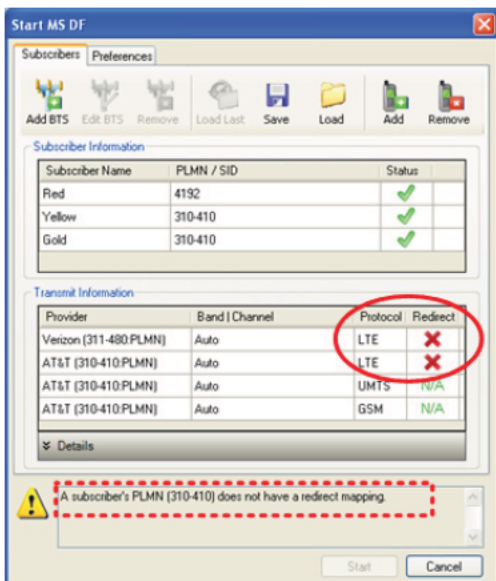 Start MS DF
Subscribers Preferences
Add BTS Edit BTS Remove Load Last Save Load Add Remove
Subscriber Information
Subscriber Name PLMN / SID Status
Red 4192
Yellow 310-410
Gold 310-410
Transmit Information
Provider Band | Channel Protocol Redirect
Verizon (311-480:PLMN) Auto LTE
AT&T (310-410:PLMN) Auto LTE
AT&T (310-410:PLMN) Auto UMTS N/A
AT&T (310-410:PLMN) Auto GSM N/A
Details
A subscriber's PLMN (310-410) does not have a redirect mapping.
Start Cancel